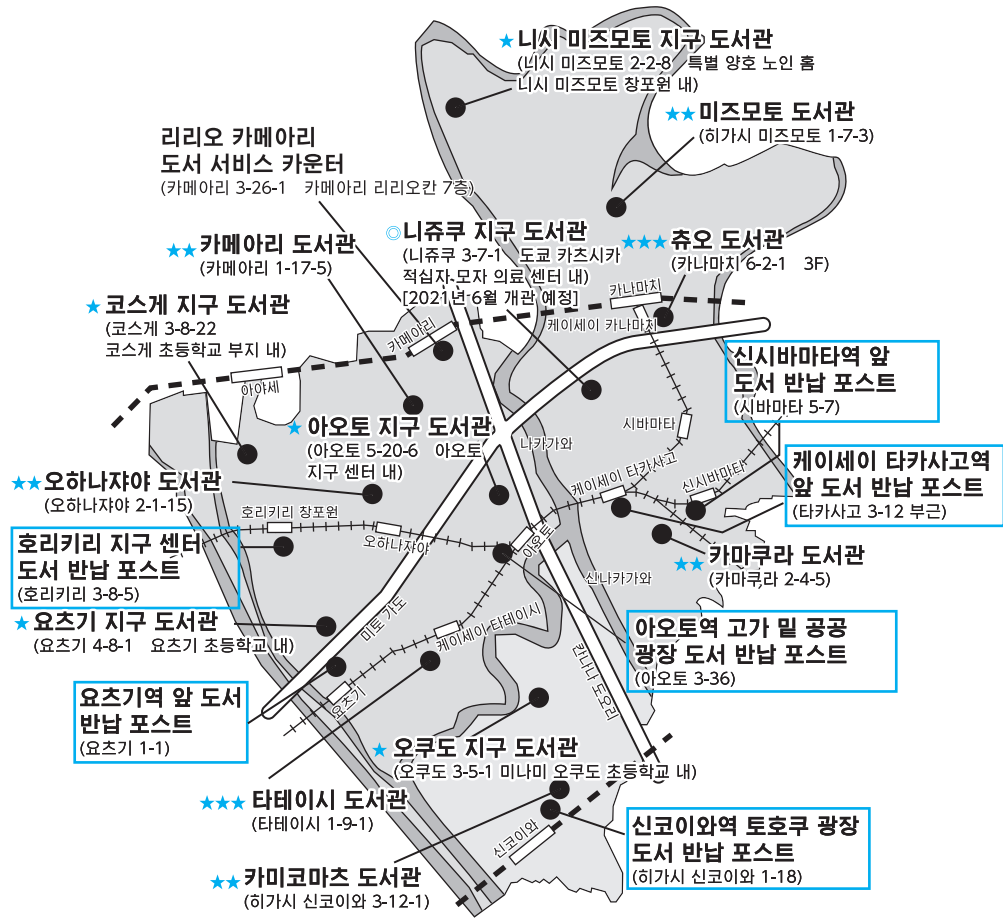 ★ 니시 미즈모토 지구 도서관
(니시 미즈모토 2-2-8 특별 양호 노인 홈
니시 미즈모토 창포원 내)
★★ 미즈모토 도서관
(히가시 미즈모토 1-7-3)
리리오 카메아리
도서 서비스 카운터
(카메아리 3-26-1 카메아리 리리오칸 7층)
★★ 카메아리 도서관
(카메아리 1-17-5)
◎니쥬쿠 지구 도서관
(니쥬쿠 3-7-1 도쿄 카츠시카
적십자 모자 의료 센터 내)
[2021년 6월 개관 예정]
★★★ 츄오 도서관
(카나마치 6-2-1 3F)
★ 코스게 지구 도서관
(코스게 3-8-22
코스게 초등학교 부지 내)
카나마치
케이세이 카나마치
카메아리
아야세
신시바마타역 앞
도서 반납 포스트
(시바마타 5-7)
★ 아오토 지구 도서관
(아오토 5-20-6 아오토
지구 센터 내)
나카가와
시바마타
케이세이 타카사고
신시바마타
케이세이 타카사고역
앞 도서 반납 포스트
(타카사고 3-12 부근)
★★ 오하나쟈야 도서관
(오하나쟈야 2-1-15)
호리키리 창포원
오하나쟈야
아오토
호리키리 지구 센터
도서 반납 포스트
(호리키리 3-8-5)
★★ 카마쿠라 도서관
(카마쿠라 2-4-5)
신나카가와
★ 요츠기 지구 도서관
(요츠기 4-8-1 요츠기 초등학교 내)
미토 가도
케이세이 타테이시
아오토역 고가 밑 공공
광장 도서 반납 포스트
(아오토 3-36)
칸나나 도오리
요츠기
요츠기역 앞 도서
반납 포스트
(요츠기 1-1)
★ 오쿠도 지구 도서관
(오쿠도 3-5-1 미나미 오쿠도 초등학교 내)
★★★ 타테이시 도서관
(타테이시 1-9-1)
신코이와
신코이와역 토호쿠 광장
도서 반납 포스트
(히가시 신코이와 1-18)
★★ 카미코마츠 도서관
(히가시 신코이와 3-12-1)